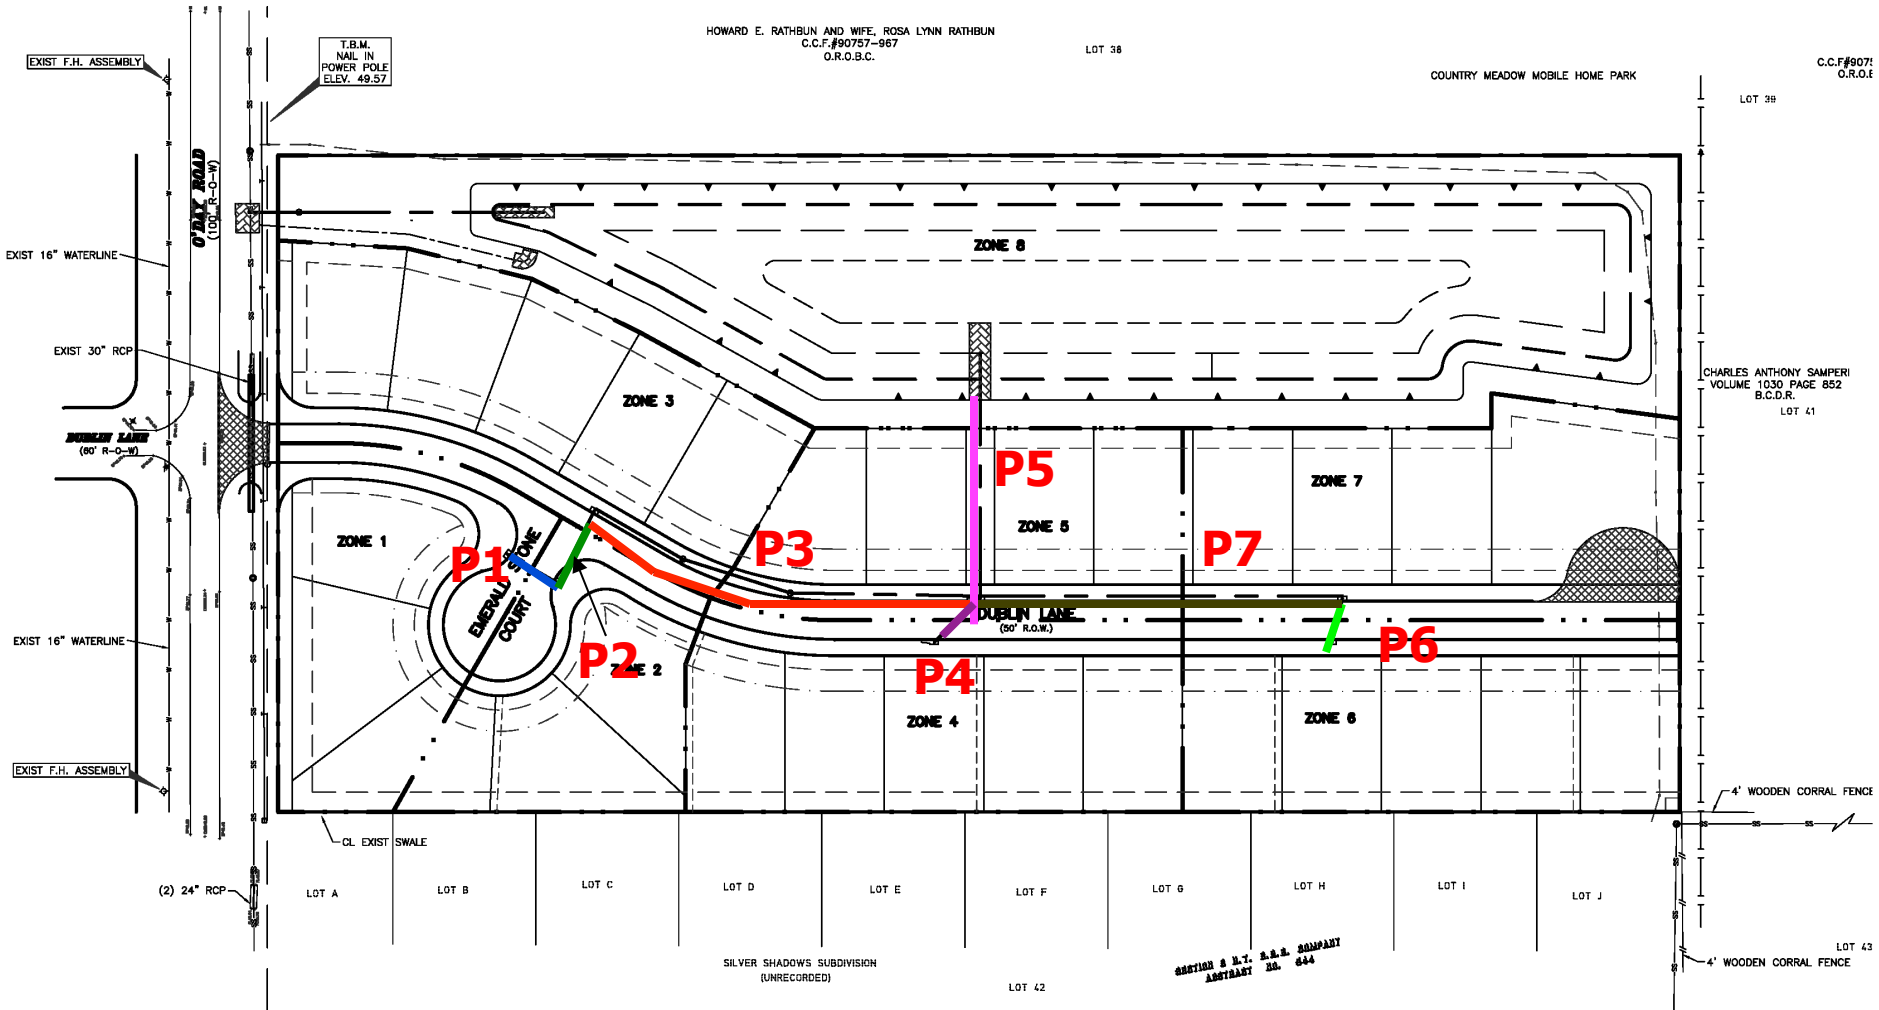 HOWARD E. RATHBUN AND WIFE, ROSA LYNN RATHBUN
C.C.F.#90757-967
O.R.O.B.C.
LOT 38
COUNTRY MEADOW MOBILE HOME PARK
C.C.F#9075
O.R.O.B
LOT 39
EXIST F.H. ASSEMBLY
T.B.M.
NAIL IN
POWER POLE
ELEV. 49.57
O'DAY ROAD
(100' R-O-W)
EXIST 16" WATERLINE
ZONE 8
EXIST 30" RCP
CHARLES ANTHONY SAMPERI
VOLUME 1030 PAGE 852
B.C.D.R.
LOT 41
ZONE 3
DUBLIN LANE
(60' R-O-W)
P5
ZONE 7
ZONE 5
ZONE 1
P1
P3
P7
EMERALD STONE
COURT
DUBLIN LANE
(50' R.O.W.)
EXIST 16" WATERLINE
P2
ZONE 2
P4
P6
ZONE 4
ZONE 6
EXIST F.H. ASSEMBLY
4' WOODEN CORRAL FENCE
CL EXIST SWALE
(2) 24" RCP
LOT A
LOT B
LOT C
LOT D
LOT E
LOT F
LOT G
LOT H
LOT I
LOT J
SILVER SHADOWS SUBDIVISION
(UNRECORDED)
LOT 42
LOT 43
4' WOODEN CORRAL FENCE